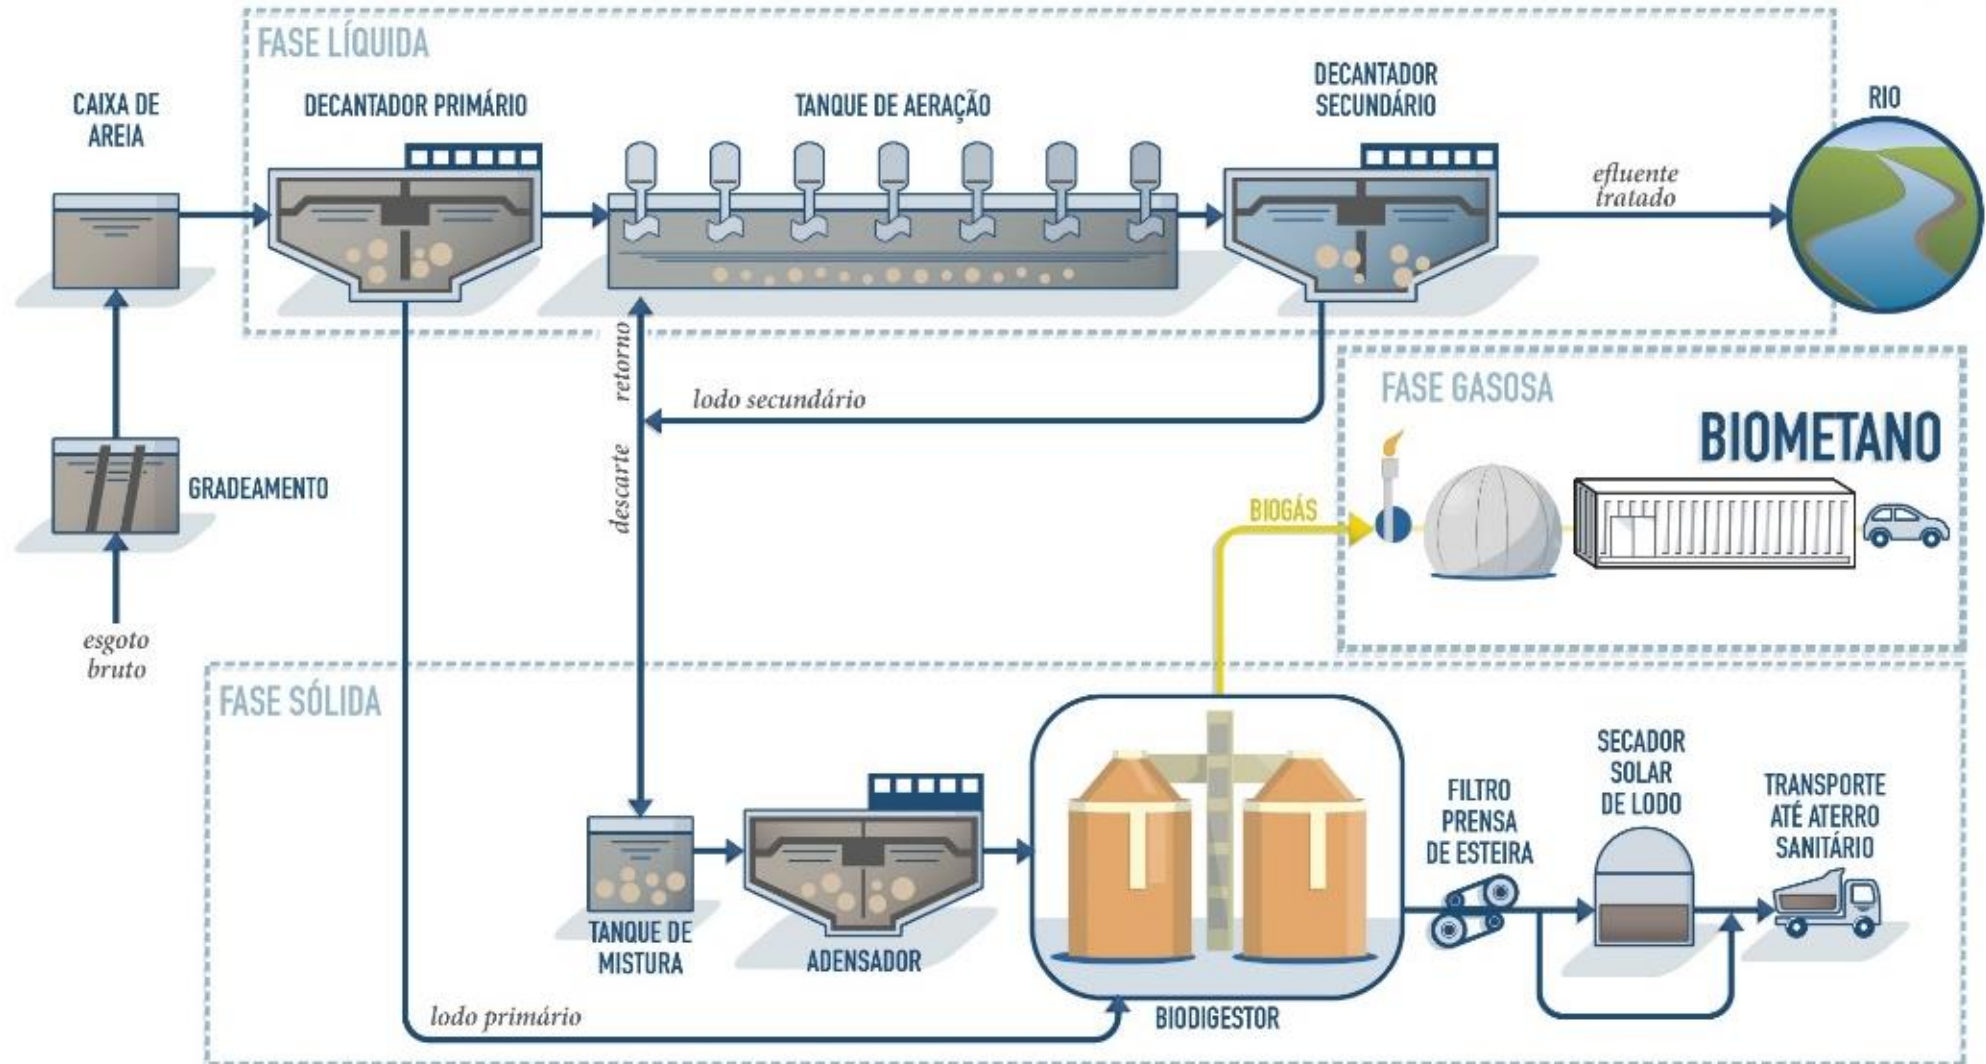 FASE LÍQUIDA
CAIXA DE
AREIA
DECANTADOR PRIMÁRIO
TANQUE DE AERAÇÃO
DECANTADOR
SECUNDÁRIO
RIO
efluente
tratado
retorno
lodo secundário
descarte
GRADEAMENTO
esgoto
bruto
FASE GASOSA
BIOMETANO
BIOGÁS
FASE SÓLIDA
TANQUE DE
MISTURA
ADENSADOR
BIODIGESTOR
lodo primário
FILTRO
PRENSA
DE ESTEIRA
SECADOR
SOLAR
DE LODO
TRANSPORTE
ATÉ ATERRO
SANITÁRIO